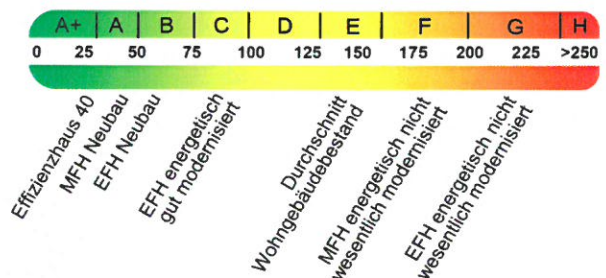 A+ A B C D E F G H
0 25 50 75 100 125 150 175 200 225 >250
Effizienzhaus 40
MFH Neubau
EFH Neubau
EFH energetisch
gut modernisiert
Durchschnitt
Wohngebäudebestand
MFH energetisch nicht
wesentlich modernisiert
EFH energetisch nicht
wesentlich modernisiert